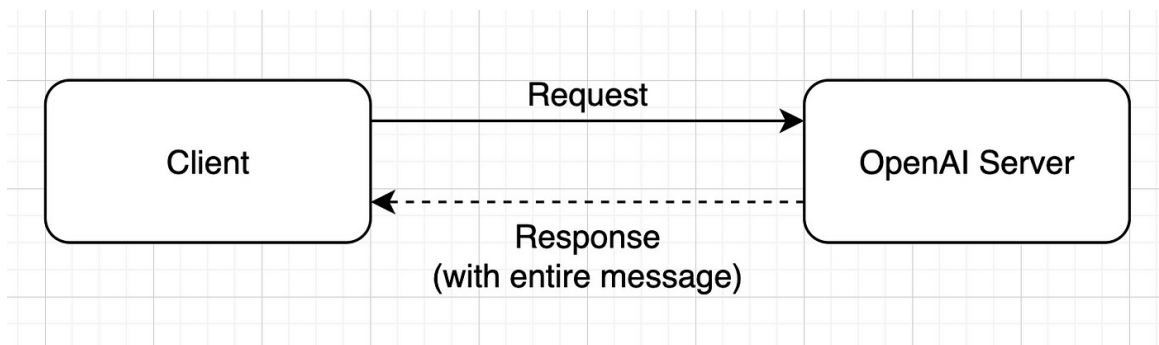 Request
Client
OpenAI Server
Response
(with entire message)